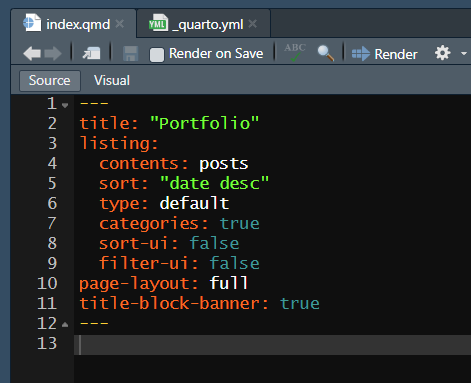 index.qmd × _quarto.yml ×
Render on Save ABC Render
Source Visual
1 ---
2 title: "Portfolio"
3 listing:
4   contents: posts
5   sort: "date desc"
6   type: default
7   categories: true
8   sort-ui: false
9   filter-ui: false
10 page-layout: full
11 title-block-banner: true
12 ---
13